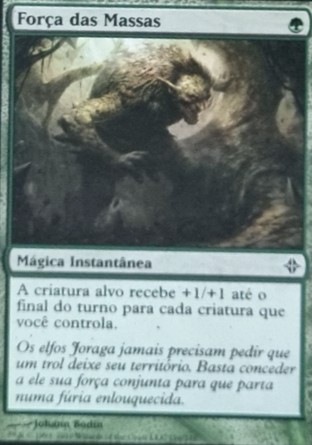 Força das Massas
Mágica Instantânea
A criatura alvo recebe +1/+1 até o
final do turno para cada criatura que
você controla.
Os elfos Joraga jamais precisam pedir que
um trol deixe seu território. Basta conceder
a ele sua força conjunta para que parta
numa fúria enlouquecida.
Johann Bodin